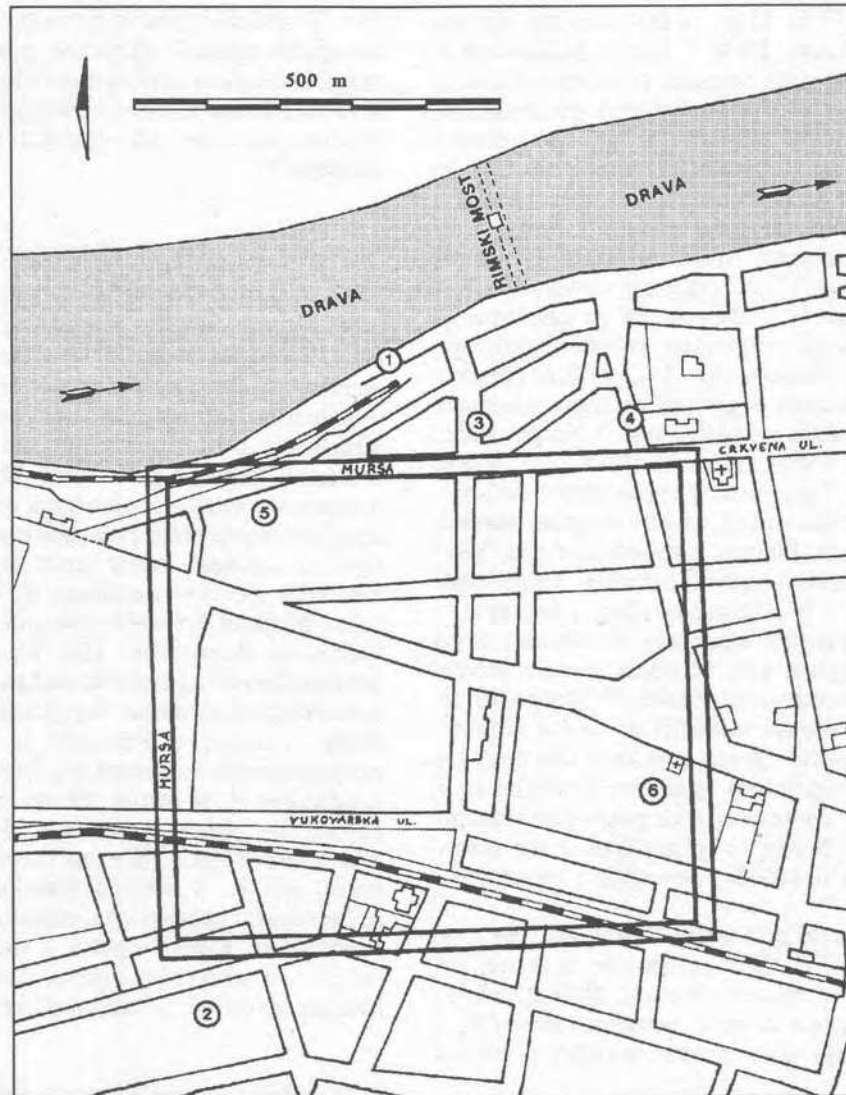 500 m
DRAVA
RIMSKI MOST
DRAVA
1
3
4
CRKVENA UL.
MURSA
5
MURSA
6
VUKOVARSKA UL.
2